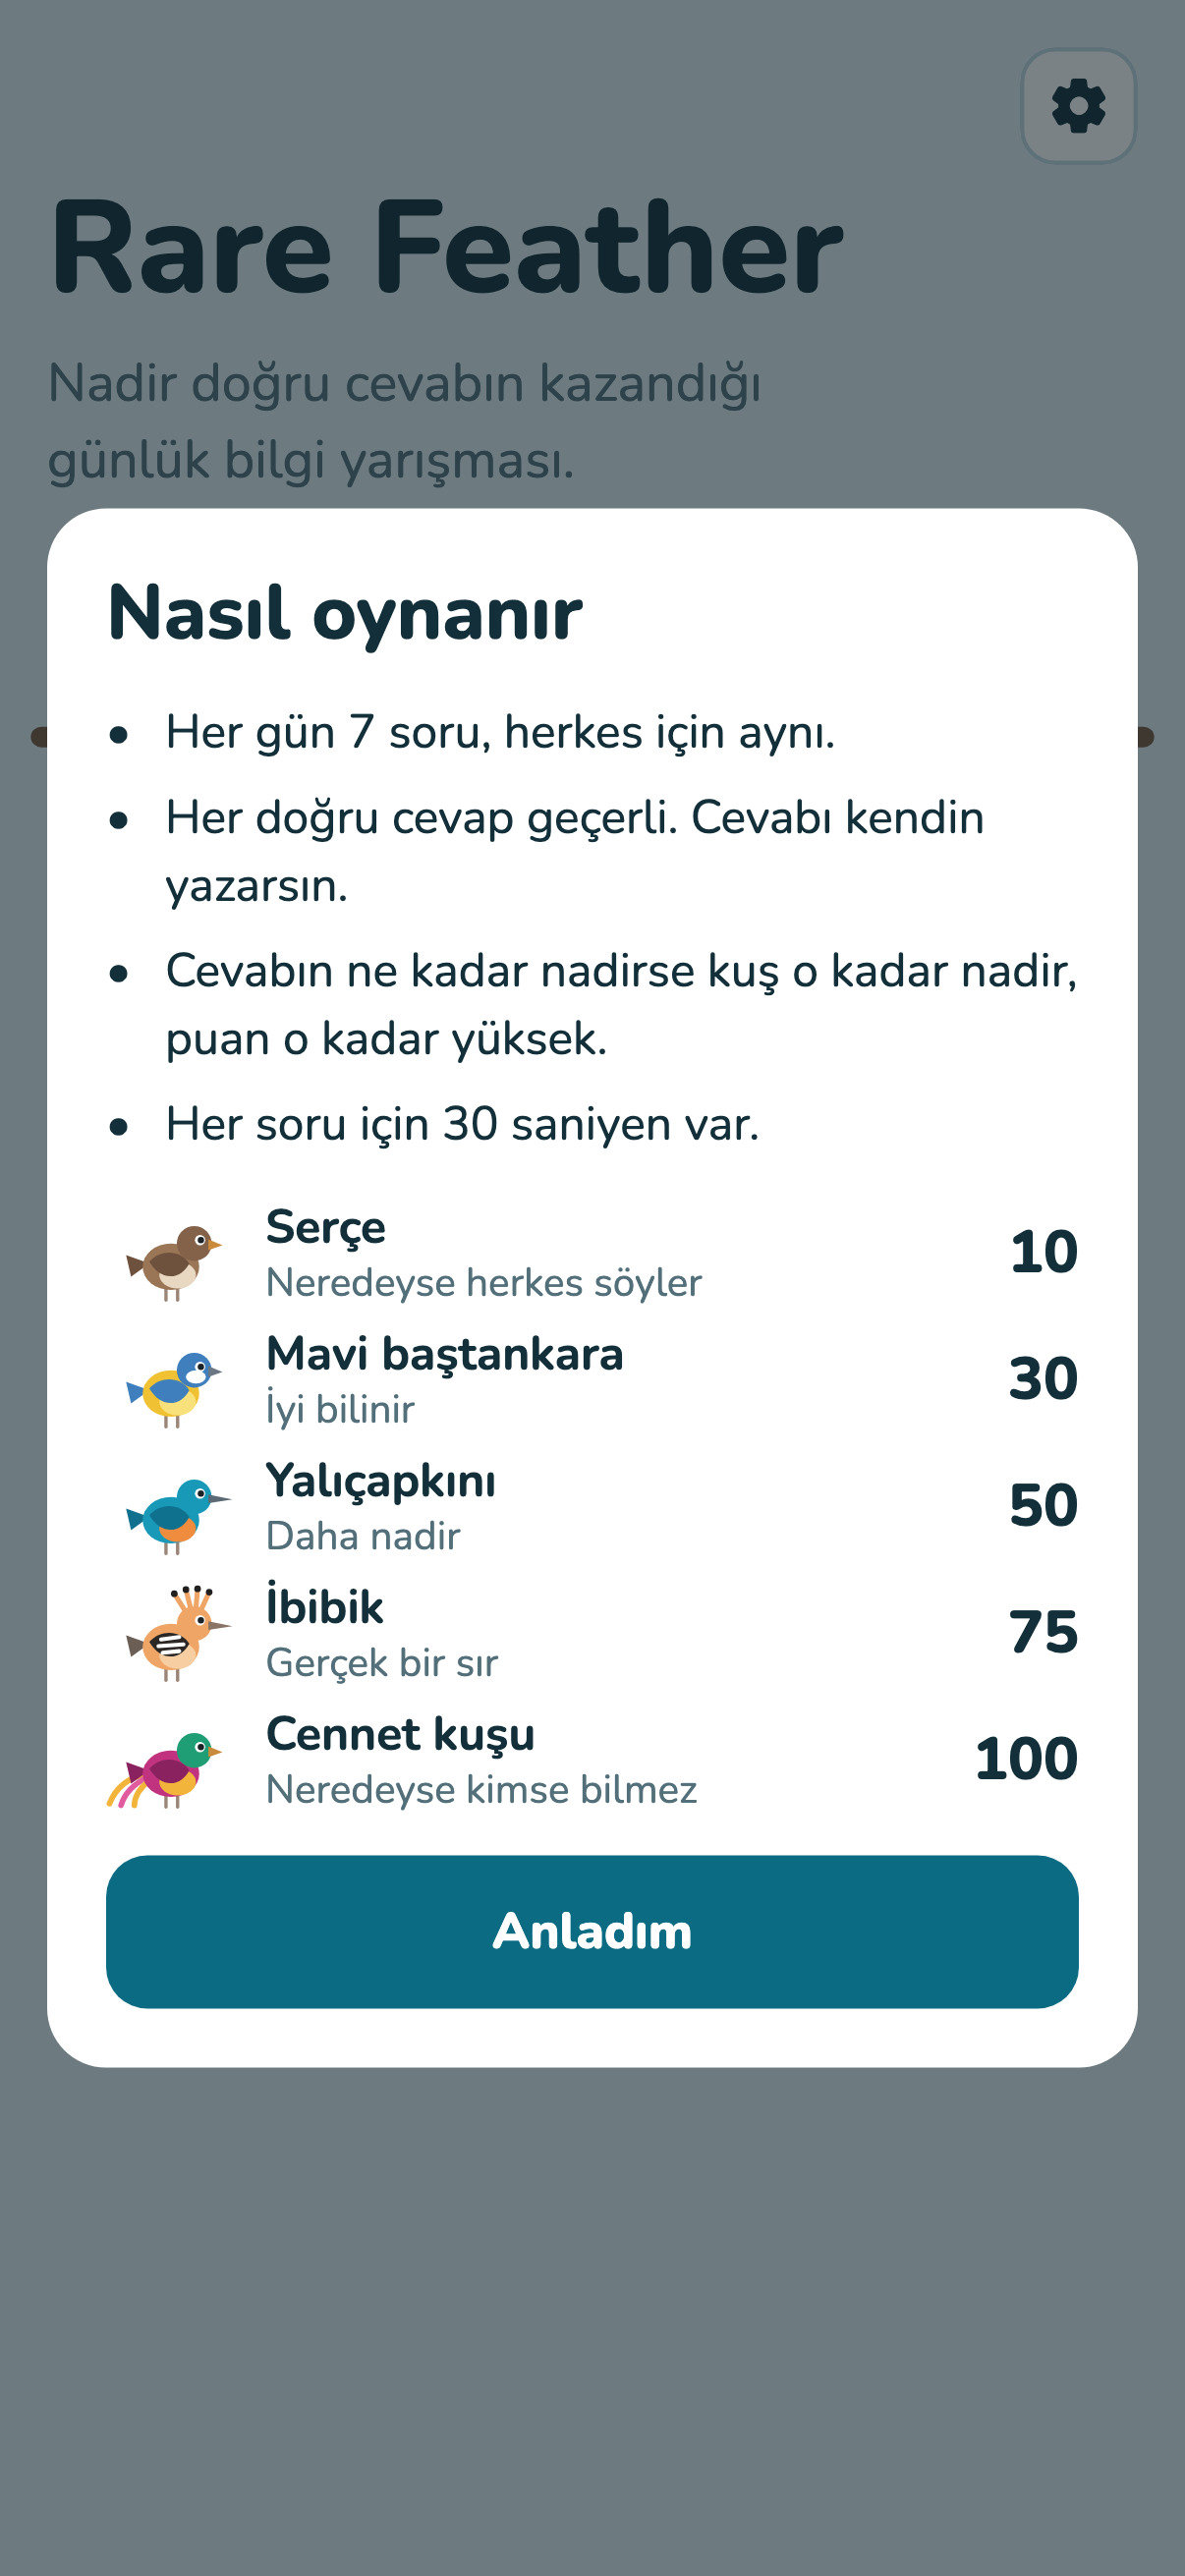 Rare Feather
Nadir doğru cevabın kazandığı
günlük bilgi yarışması.
Nasıl oynanır
• Her gün 7 soru, herkes için aynı.
• Her doğru cevap geçerli. Cevabı kendin
yazarsın.
• Cevabın ne kadar nadirse kuş o kadar nadir,
puan o kadar yüksek.
• Her soru için 30 saniyen var.
Serçe 10
Neredeyse herkes söyler
Mavi baştankara 30
İyi bilinir
Yalıçapkını 50
Daha nadir
İbibik 75
Gerçek bir sır
Cennet kuşu 100
Neredeyse kimse bilmez
Anladım